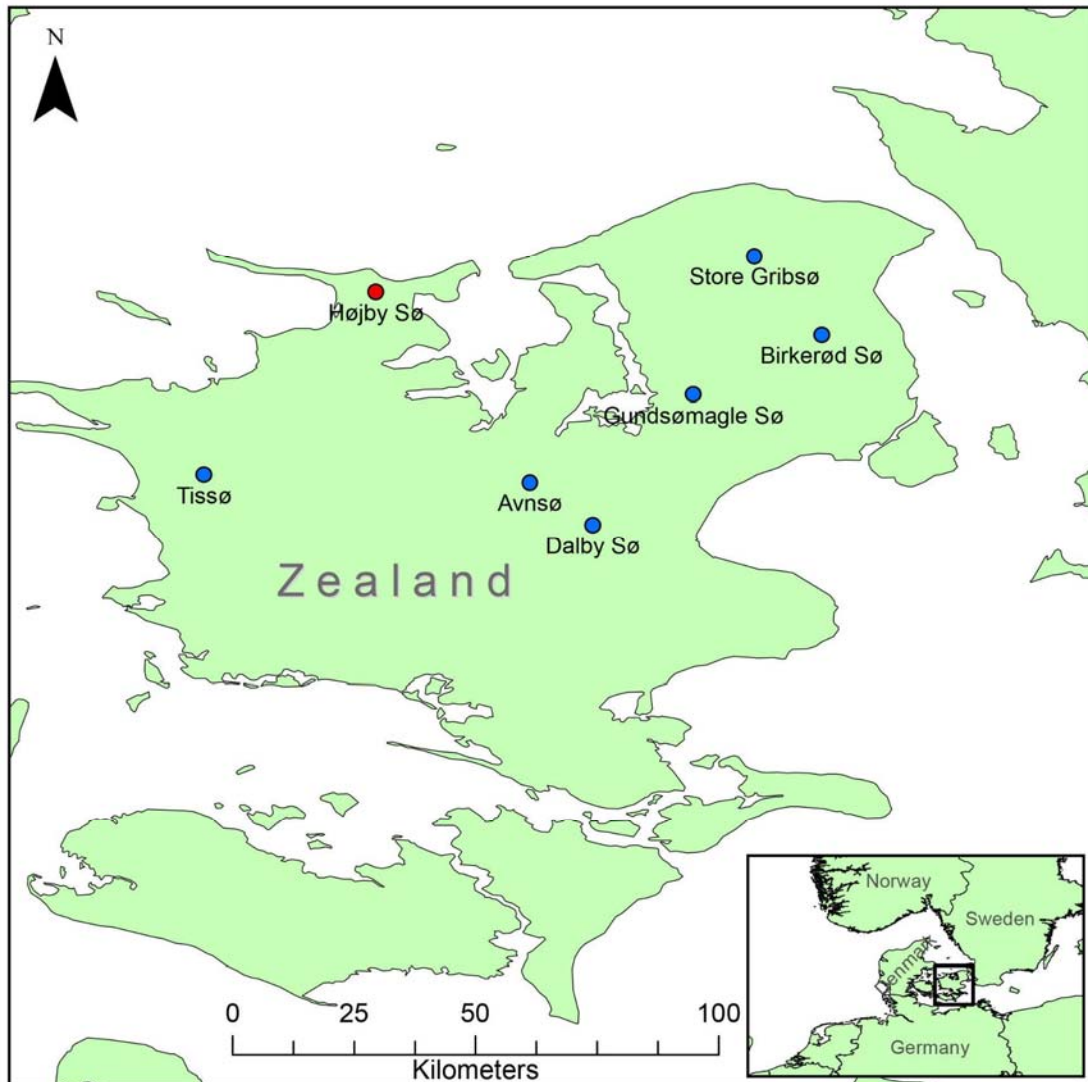 N
Store Gribsø
Højby Sø
Birkerød Sø
Gundsømagle Sø
Tissø
Avnsø
Dalby Sø
Zealand
Norway
Sweden
Denmark
Germany
0 25 50 100
Kilometers